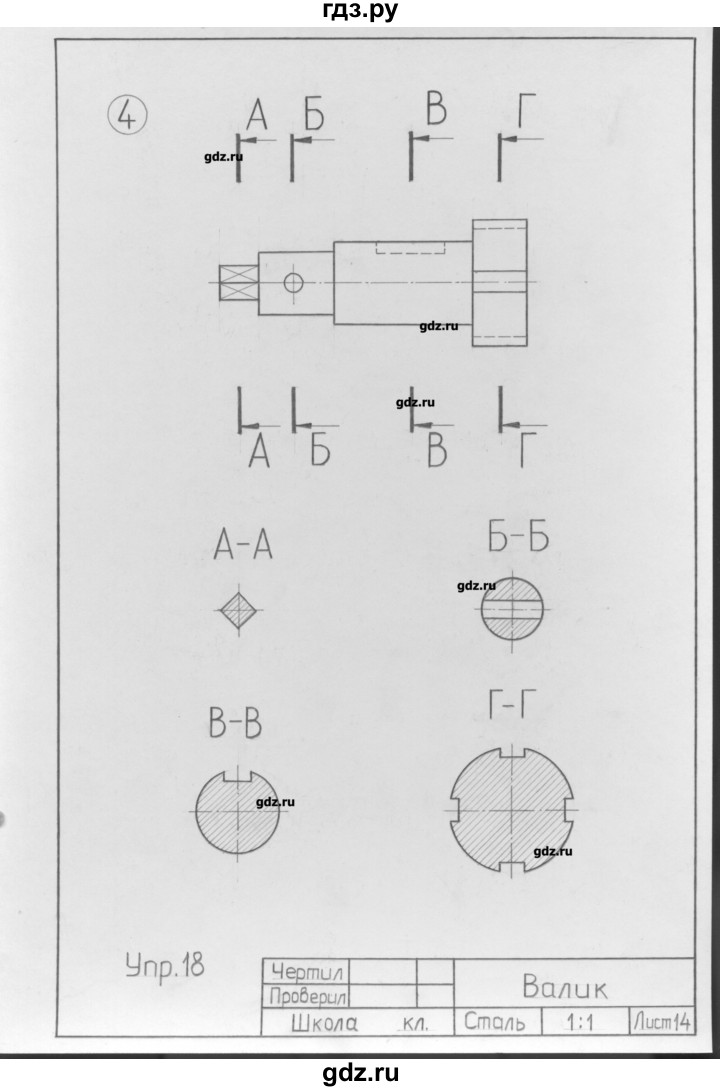 гдз.ру
4
А Б В Г
gdz.ru
gdz.ru
gdz.ru
А Б В Г
А-А
Б-Б
gdz.ru
В-В
Г-Г
gdz.ru
gdz.ru
Упр.18
Чертил
Проверил
Валик
Школа кл. Сталь 1:1 Лист14
gdz.ru